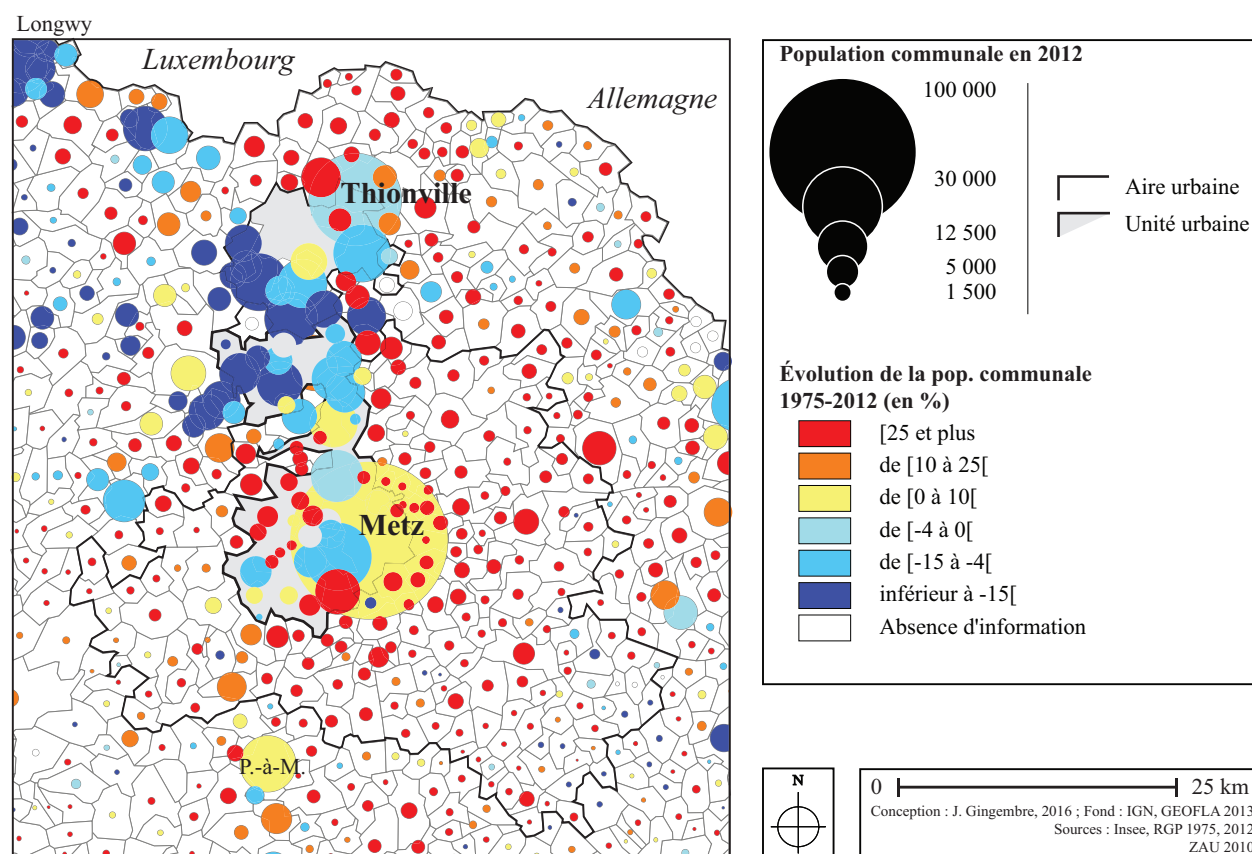 Longwy
Luxembourg
Allemagne
Thionville
Metz
P.-à-M.
Population communale en 2012
100 000
30 000
12 500
5 000
1 500
Aire urbaine
Unité urbaine
Évolution de la pop. communale
1975-2012 (en %)
[25 et plus
de [10 à 25[
de [0 à 10[
de [-4 à 0[
de [-15 à -4[
inférieur à -15[
Absence d'information
N
0 25 km
Conception : J. Gingembre, 2016 ; Fond : IGN, GEOFLA 2013
Sources : Insee, RGP 1975, 2012
ZAU 2010